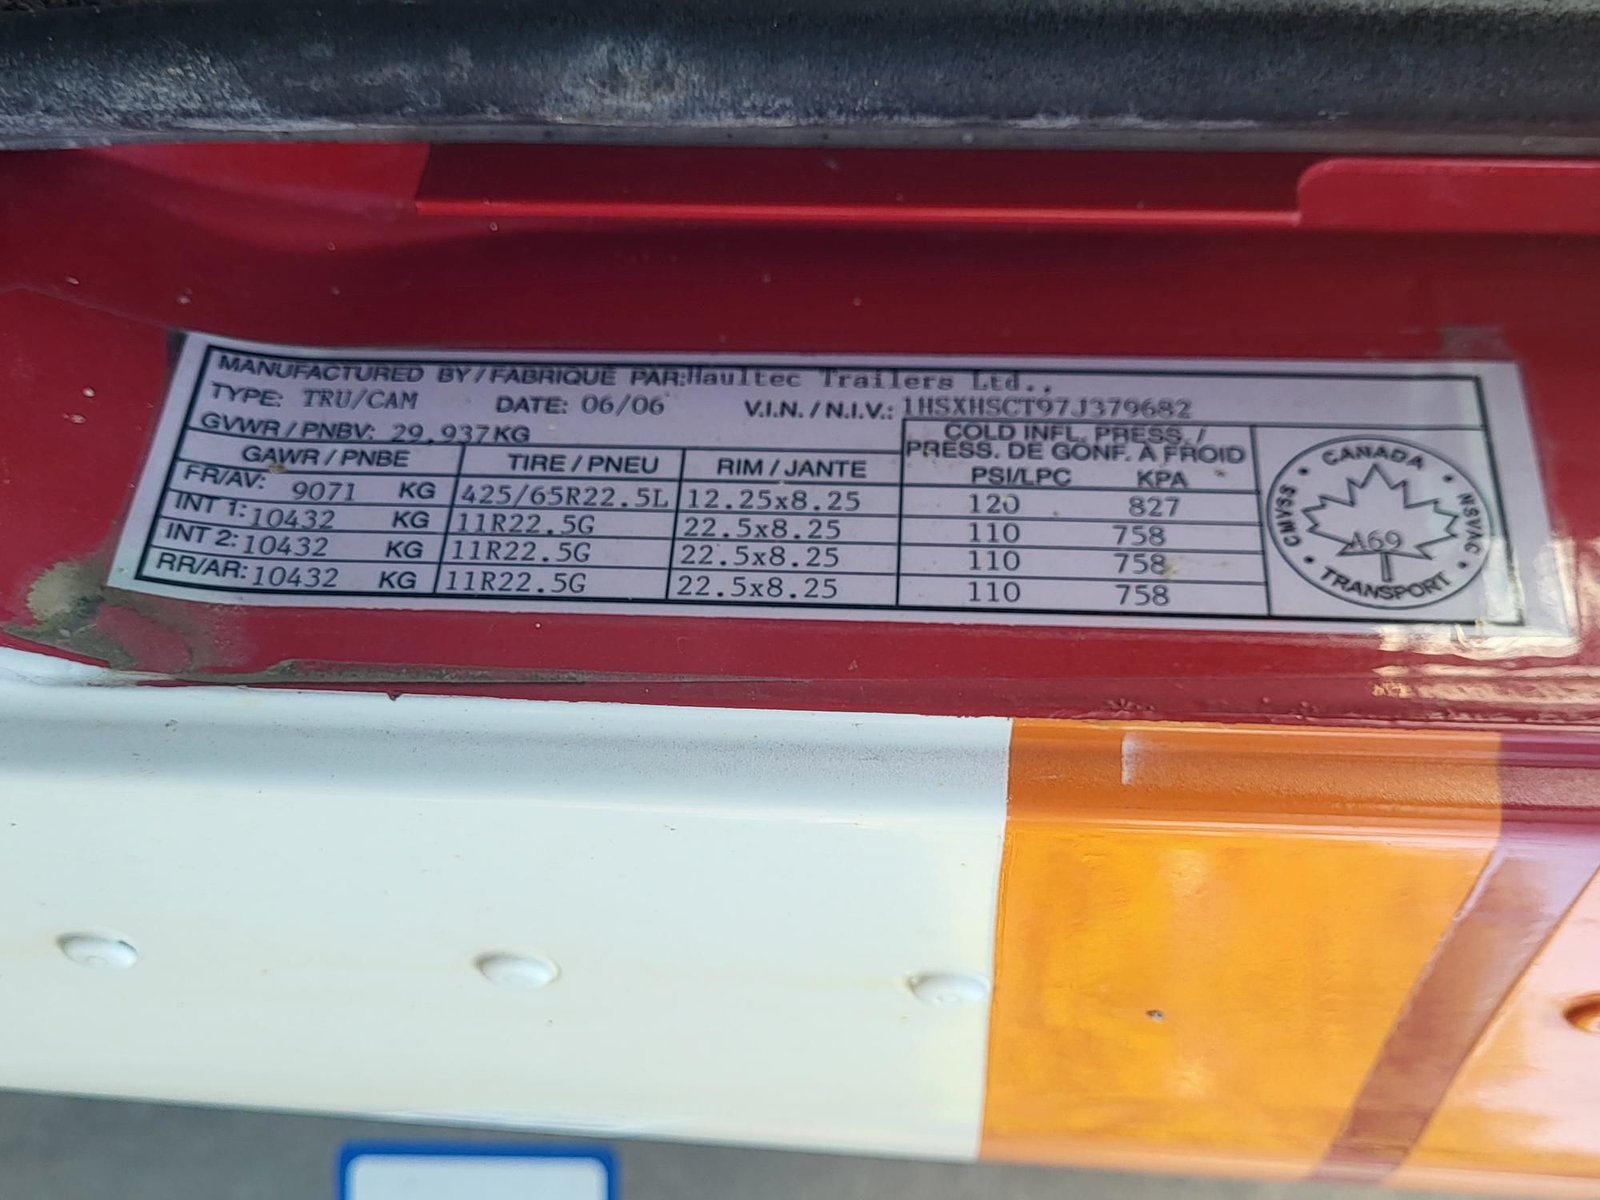 MANUFACTURED BY / FABRIQUÉ PAR: Haultec Trailers Ltd..
TYPE: TRU/CAM DATE: 06/06 V.I.N. / N.I.V.: 1HSXHSCT97J379682
GVWR / PNBV: 29,937KG
COLD INFL. PRESS. /
PRESS. DE GONF. À FROID
GAWR / PNBE TIRE / PNEU RIM / JANTE PSI/LPC KPA
FR/AV: 9071 KG 425/65R22.5L 12.25x8.25 120 827
INT 1: 10432 KG 11R22.5G 22.5x8.25 110 758
INT 2: 10432 KG 11R22.5G 22.5x8.25 110 758
RR/AR: 10432 KG 11R22.5G 22.5x8.25 110 758
CANADA
CMVSS
NSVAC
A69
TRANSPORT